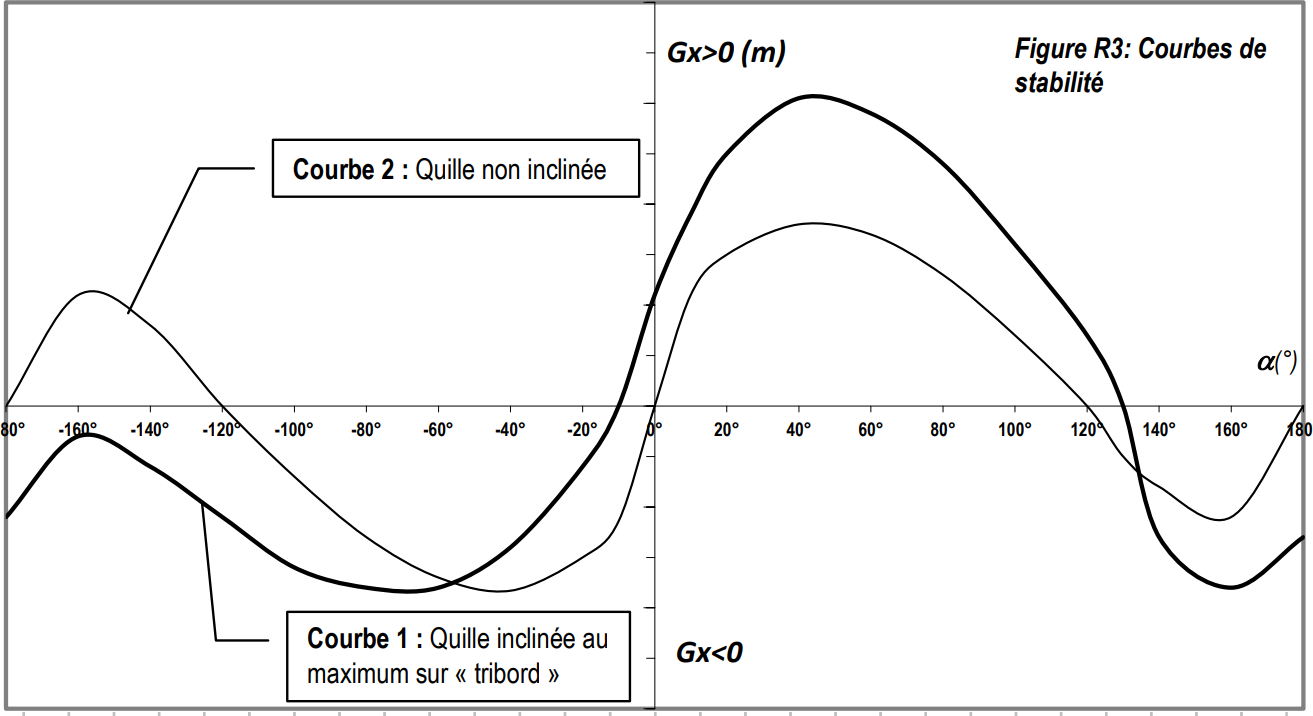 Gx>0 (m)
Figure R3: Courbes de
stabilité
Courbe 2 : Quille non inclinée
α(°)
80° -160° -140° -120° -100° -80° -60° -40° -20° 0° 20° 40° 60° 80° 100° 120° 140° 160° 180
Courbe 1 : Quille inclinée au
maximum sur « tribord »
Gx<0